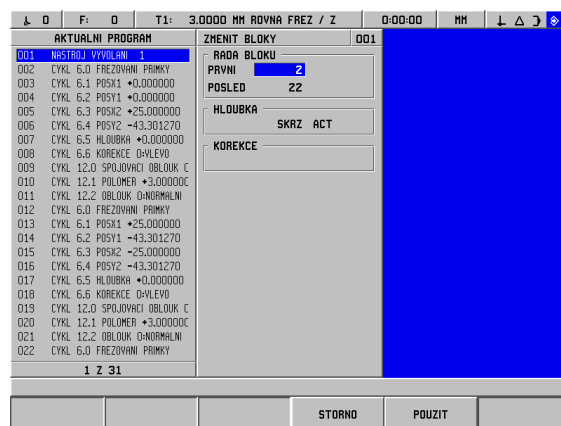 0 F: 0 T1: 3.0000 MM ROVNA FREZ / Z 0:00:00 MM
AKTUALNI PROGRAM
001 NASTROJ VYVOLANI 1
002 CYKL 6.0 FREZOVANI PRIMKY
003 CYKL 6.1 POSX1 +0.000000
004 CYKL 6.2 POSY1 +0.000000
005 CYKL 6.3 POSX2 +25.000000
006 CYKL 6.4 POSY2 -43.301270
007 CYKL 6.5 HLOUBKA +0.000000
008 CYKL 6.6 KOREKCE 0:VLEVO
009 CYKL 12.0 SPOJOVACI OBLOUK C
010 CYKL 12.1 POLOMER +3.000000
011 CYKL 12.2 OBLOUK 0:NORMALNI
012 CYKL 6.0 FREZOVANI PRIMKY
013 CYKL 6.1 POSX1 +25.000000
014 CYKL 6.2 POSY1 -43.301270
015 CYKL 6.3 POSX2 -25.000000
016 CYKL 6.4 POSY2 -43.301270
017 CYKL 6.5 HLOUBKA +0.000000
018 CYKL 6.6 KOREKCE 0:VLEVO
019 CYKL 12.0 SPOJOVACI OBLOUK C
020 CYKL 12.1 POLOMER +3.000000
021 CYKL 12.2 OBLOUK 0:NORMALNI
022 CYKL 6.0 FREZOVANI PRIMKY
1 Z 31
ZMENIT BLOKY 001
RADA BLOKU
PRVNI 2
POSLED 22
HLOUBKA
SKRZ ACT
KOREKCE
STORNO POUZIT